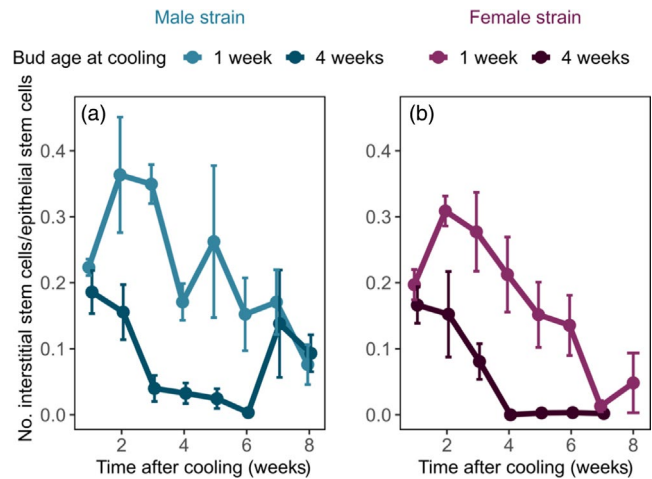 Male strain Female strain
Bud age at cooling 1 week 4 weeks 1 week 4 weeks
No. interstitial stem cells/epithelial stem cells
(a) (b)
0.4 0.4
0.3 0.3
0.2 0.2
0.1 0.1
0.0 0.0
2 4 6 8 2 4 6 8
Time after cooling (weeks) Time after cooling (weeks)